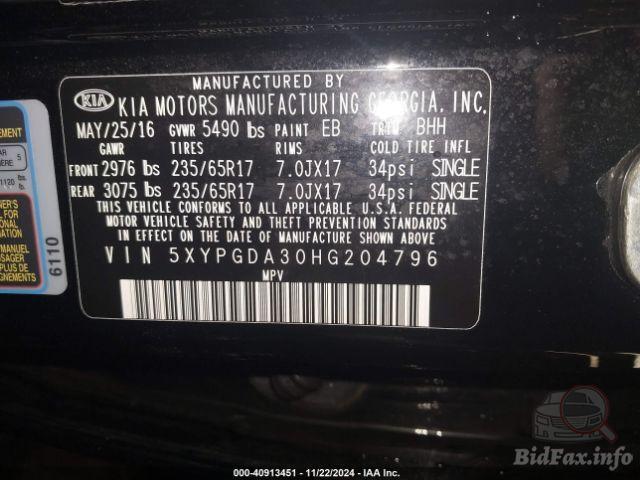 MANUFACTURED BY
KIA KIA MOTORS MANUFACTURING GEORGIA, INC.
MAY/25/16 GVWR 5490 lbs PAINT EB TRIM BHH
GAWR TIRES RIMS COLD TIRE INFL
FRONT 2976 lbs 235/65R17 7.0JX17 34psi SINGLE
REAR 3075 lbs 235/65R17 7.0JX17 34psi SINGLE
THIS VEHICLE CONFORMS TO ALL APPLICABLE U.S.A. FEDERAL
MOTOR VEHICLE SAFETY AND THEFT PREVENTION STANDARDS
IN EFFECT ON THE DATE OF MANUFACTURE SHOWN ABOVE.
VIN 5XYPGDA30HG204796
MPV
5
1120
6110
BidFax.info
000-40913451 - 11/22/2024 - IAA Inc.